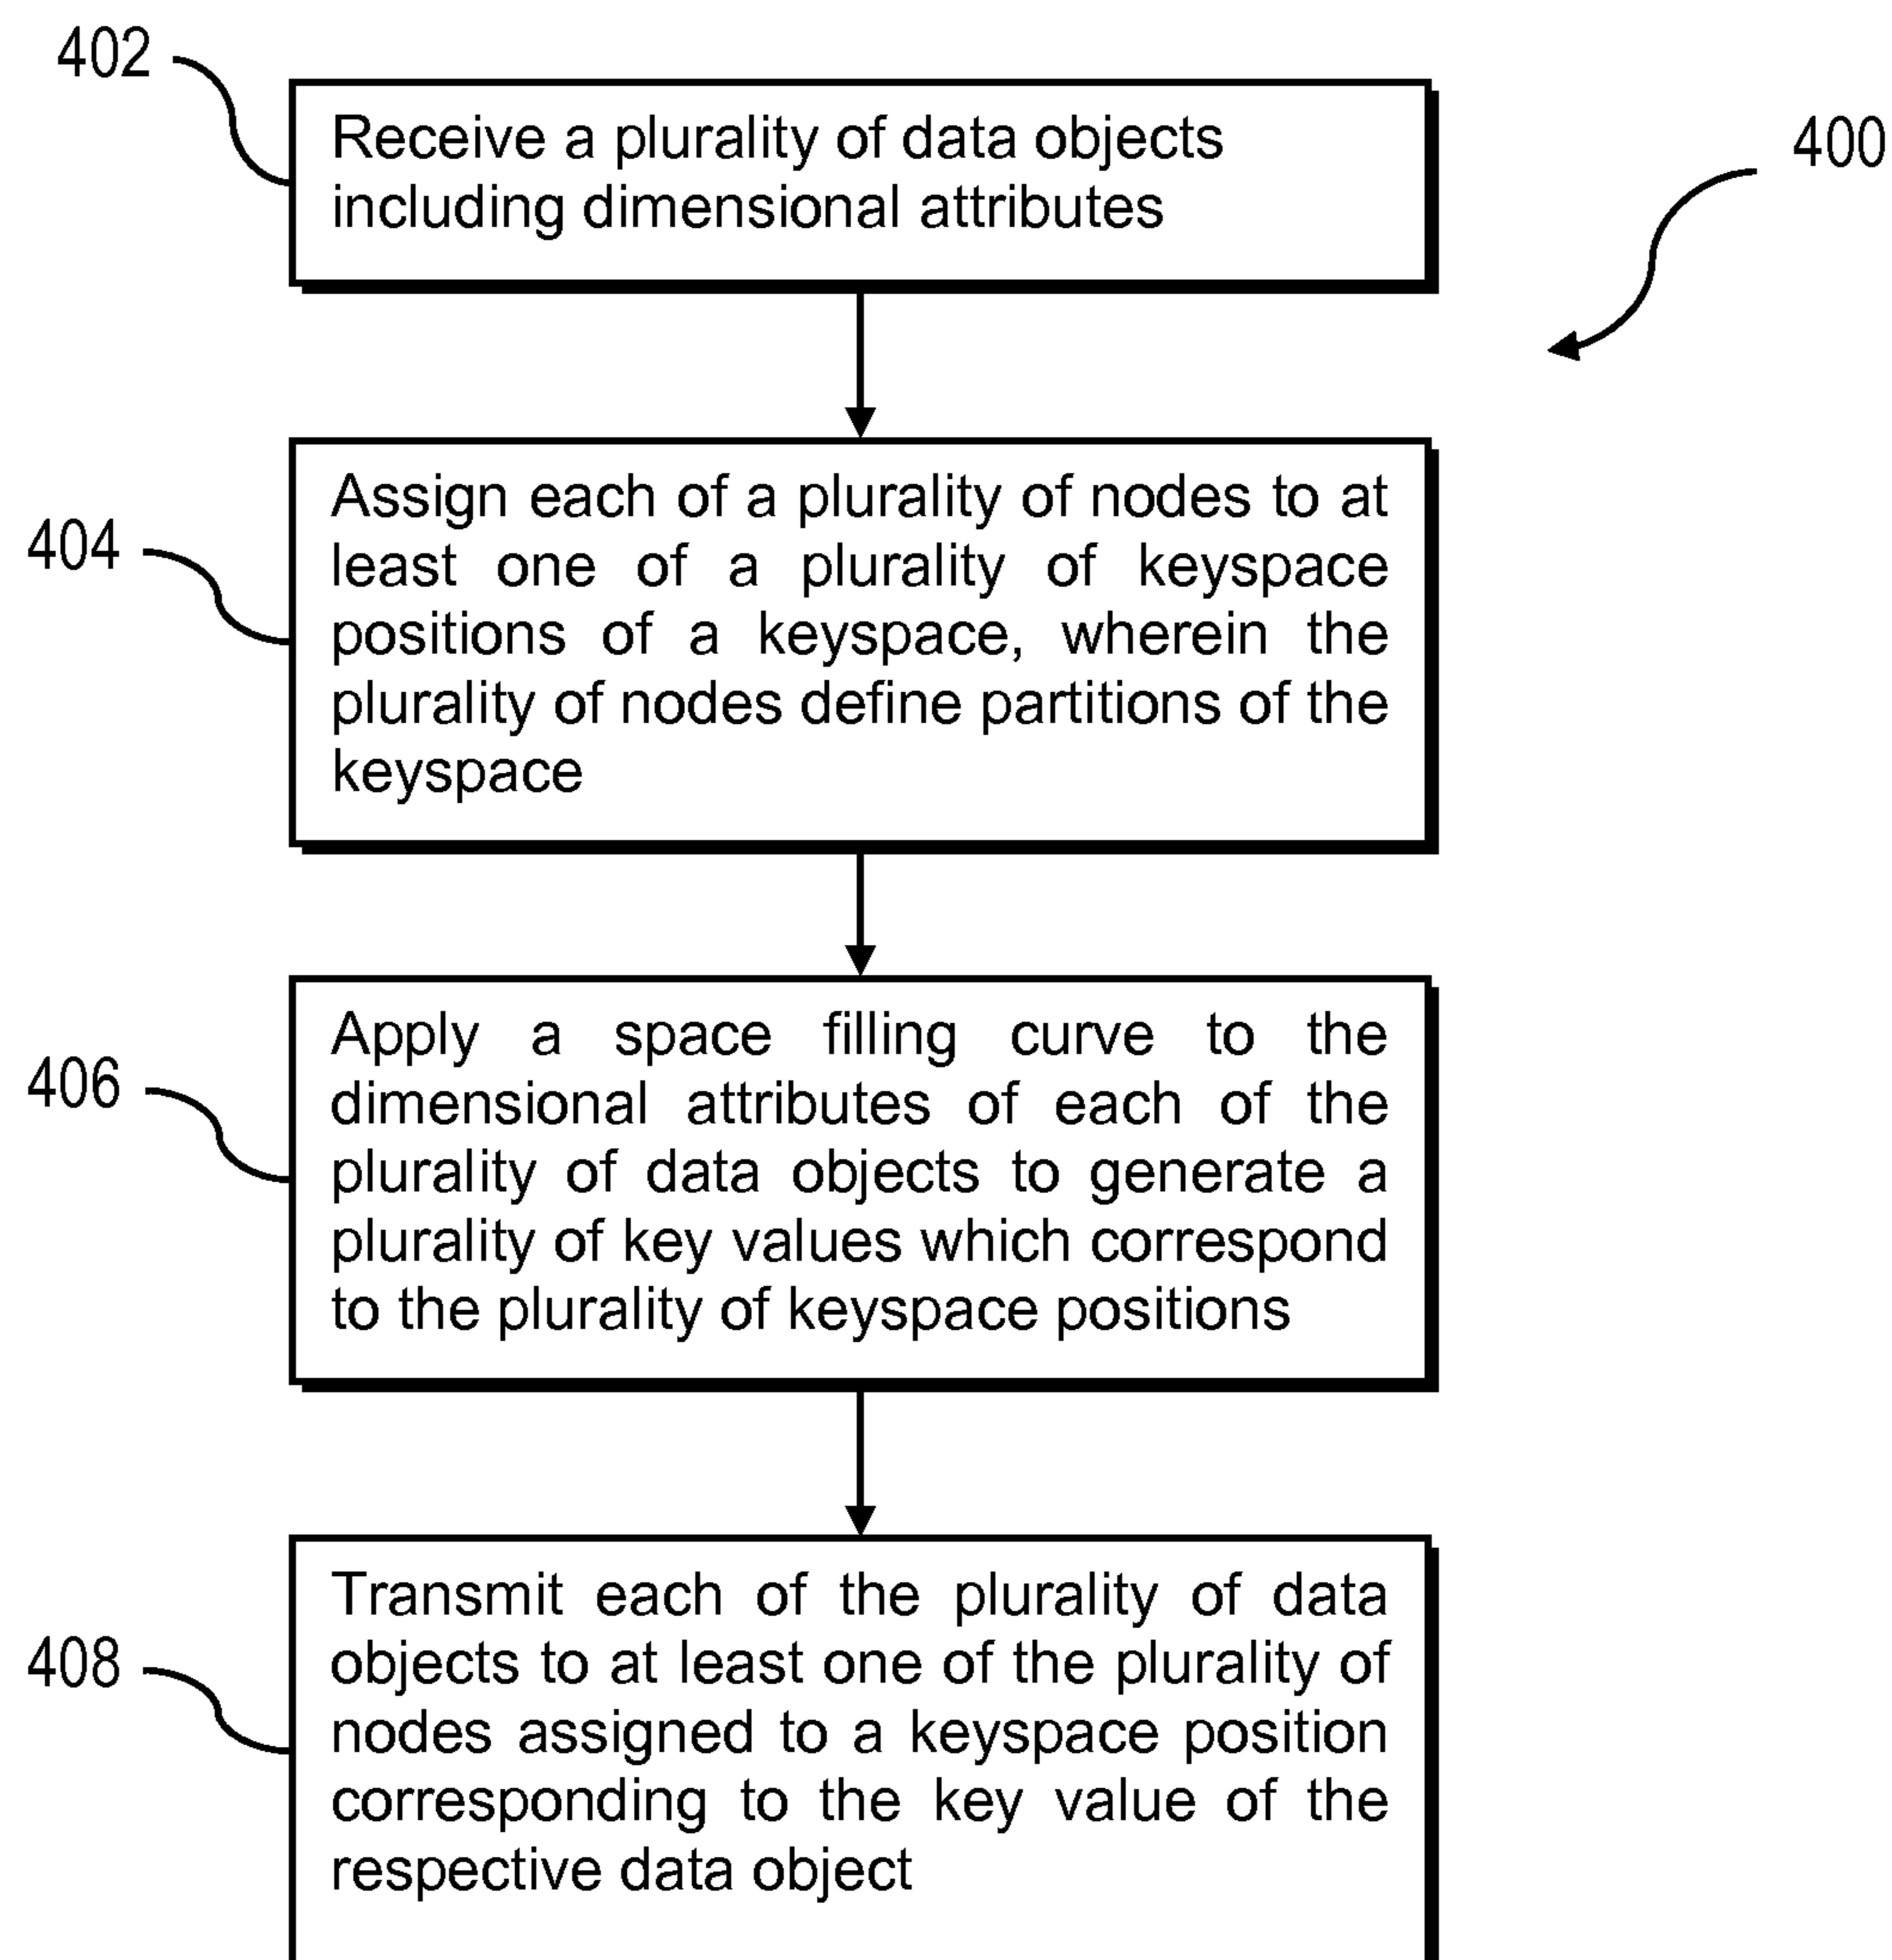 402
400
Receive a plurality of data objects
including dimensional attributes
404
Assign each of a plurality of nodes to at
least one of a plurality of keyspace
positions of a keyspace, wherein the
plurality of nodes define partitions of the
keyspace
406
Apply a space filling curve to the
dimensional attributes of each of the
plurality of data objects to generate a
plurality of key values which correspond
to the plurality of keyspace positions
408
Transmit each of the plurality of data
objects to at least one of the plurality of
nodes assigned to a keyspace position
corresponding to the key value of the
respective data object